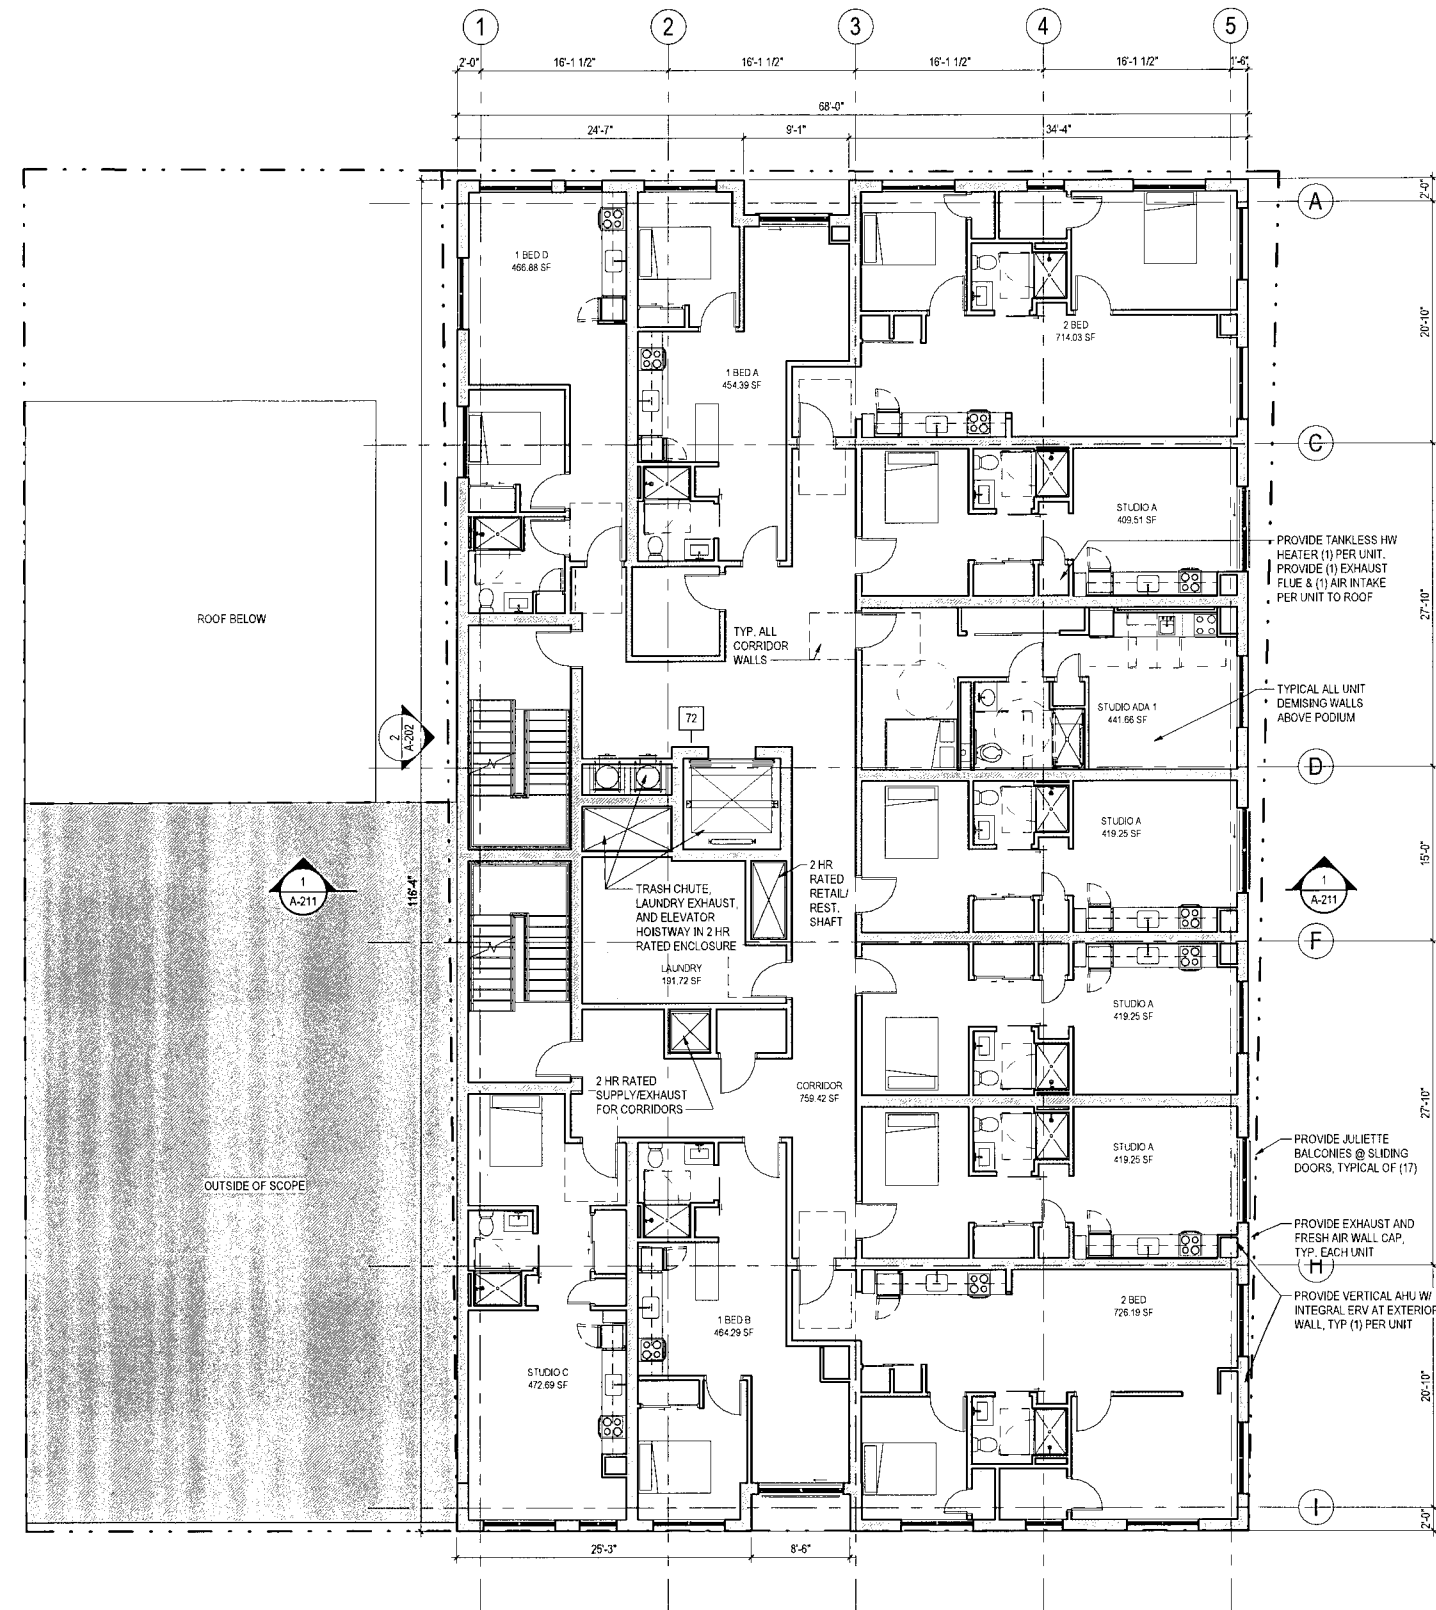 1
2
3
4
5
2'-0"
16'-1 1/2"
16'-1 1/2"
16'-1 1/2"
16'-1 1/2"
1'-6"
68'-0"
24'-7"
9'-1"
34'-4"
A
2'-0"
1 BED D
466.88 SF
2 BED
714.03 SF
20'-10"
1 BED A
454.39 SF
C
STUDIO A
409.51 SF
PROVIDE TANKLESS HW
HEATER (1) PER UNIT.
PROVIDE (1) EXHAUST
FLUE & (1) AIR INTAKE
PER UNIT TO ROOF
27'-10"
ROOF BELOW
TYP. ALL
CORRIDOR
WALLS
TYPICAL ALL UNIT
DEMISING WALLS
ABOVE PODIUM
STUDIO ADA 1
441.66 SF
72
2
A-202
D
STUDIO A
419.25 SF
15'-0"
2 HR
RATED
RETAIL/
REST.
SHAFT
1
A-211
116'-4"
1
A-211
TRASH CHUTE,
LAUNDRY EXHAUST,
AND ELEVATOR
HOISTWAY IN 2 HR
RATED ENCLOSURE
F
LAUNDRY
191.72 SF
STUDIO A
419.25 SF
2 HR RATED
SUPPLY/EXHAUST
FOR CORRIDORS
CORRIDOR
759.42 SF
27'-10"
STUDIO A
419.25 SF
PROVIDE JULIETTE
BALCONIES @ SLIDING
DOORS, TYPICAL OF (17)
OUTSIDE OF SCOPE
PROVIDE EXHAUST AND
FRESH AIR WALL CAP,
TYP. EACH UNIT
H
PROVIDE VERTICAL AHU W/
INTEGRAL ERV AT EXTERIOR
WALL, TYP (1) PER UNIT
2 BED
726.19 SF
1 BED B
464.29 SF
STUDIO C
472.69 SF
20'-10"
I
2'-0"
25'-3"
8'-6"